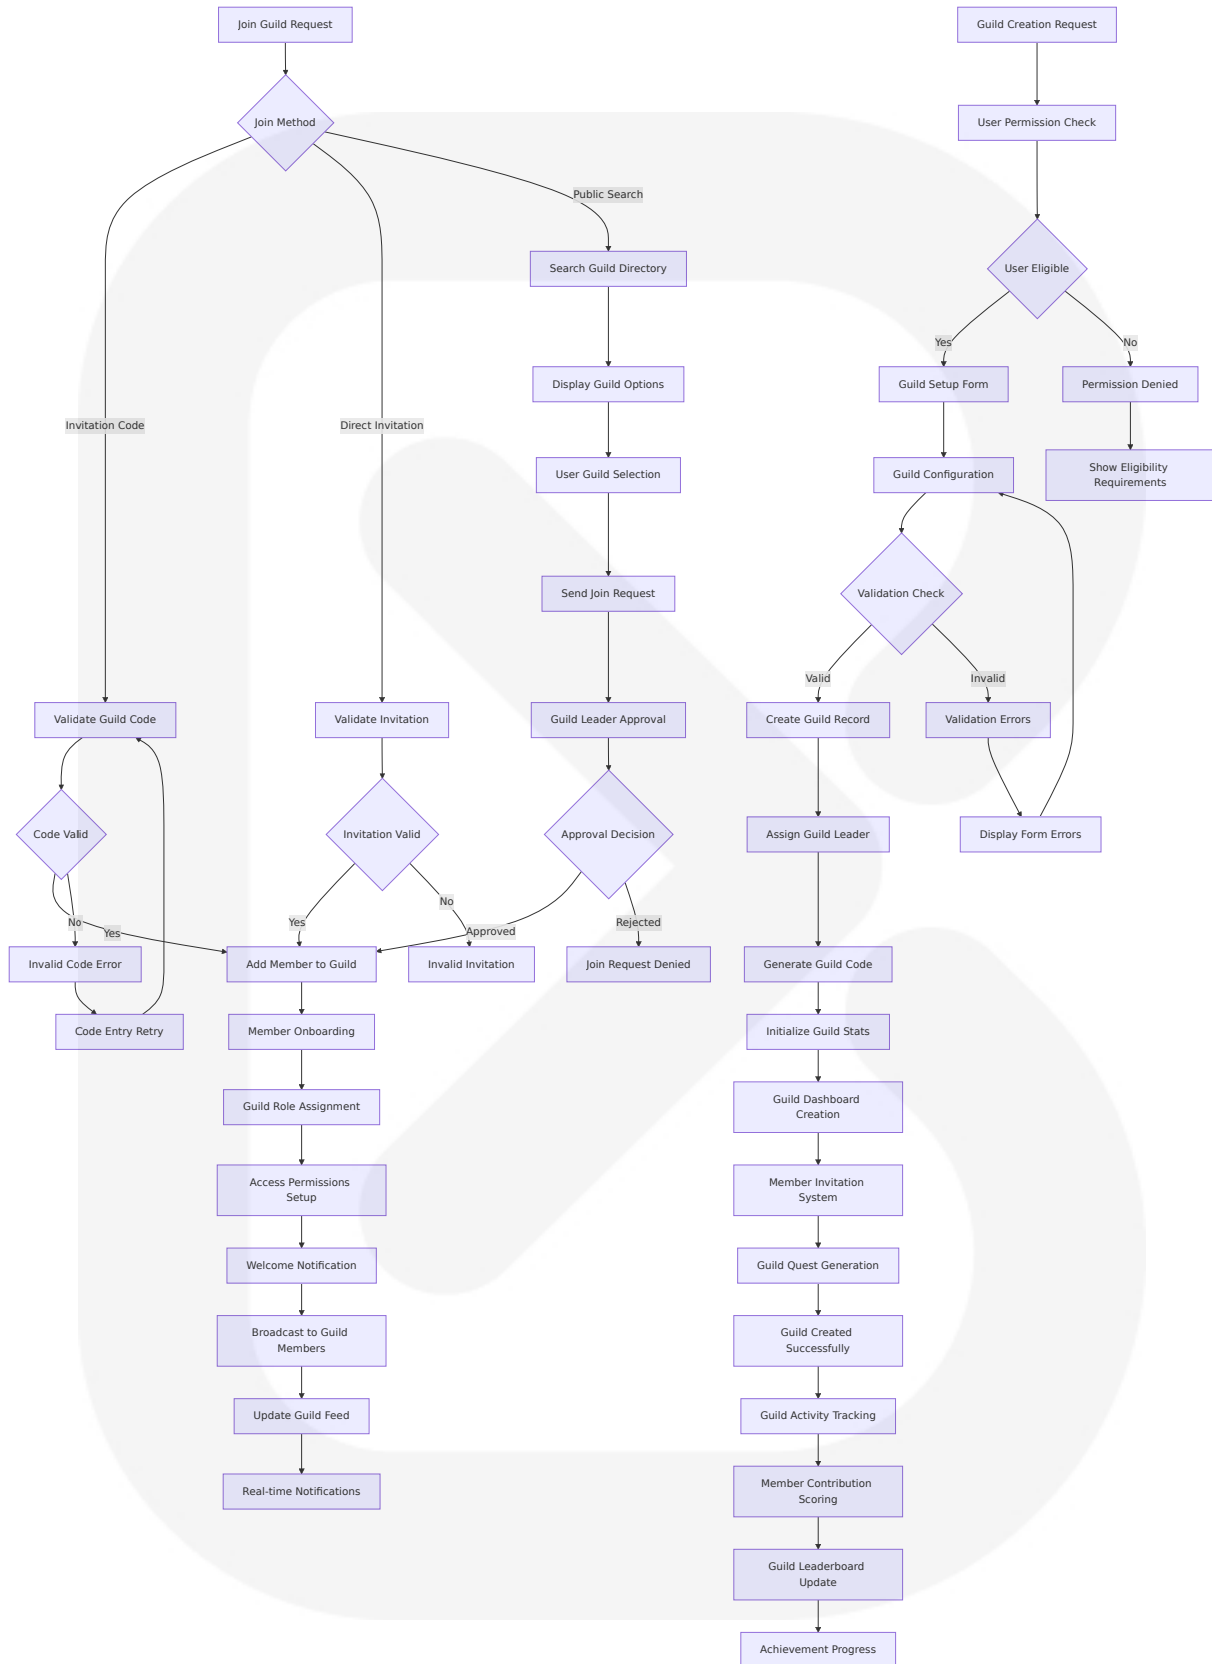 Join Guild Request
Guild Creation Request
Join Method
User Permission Check
Public Search
Search Guild Directory
User Eligible
Yes
No
Display Guild Options
Guild Setup Form
Permission Denied
Invitation Code
Direct Invitation
User Guild Selection
Guild Configuration
Show Eligibility
Requirements
Send Join Request
Validation Check
Valid
Invalid
Validate Guild Code
Validate Invitation
Guild Leader Approval
Create Guild Record
Validation Errors
Code Valid
Invitation Valid
Approval Decision
Assign Guild Leader
Display Form Errors
No
Yes
Yes
No
Approved
Rejected
Invalid Code Error
Add Member to Guild
Invalid Invitation
Join Request Denied
Generate Guild Code
Code Entry Retry
Member Onboarding
Initialize Guild Stats
Guild Role Assignment
Guild Dashboard
Creation
Access Permissions
Setup
Member Invitation
System
Welcome Notification
Guild Quest Generation
Broadcast to Guild
Members
Guild Created
Successfully
Update Guild Feed
Guild Activity Tracking
Real-time Notifications
Member Contribution
Scoring
Guild Leaderboard
Update
Achievement Progress